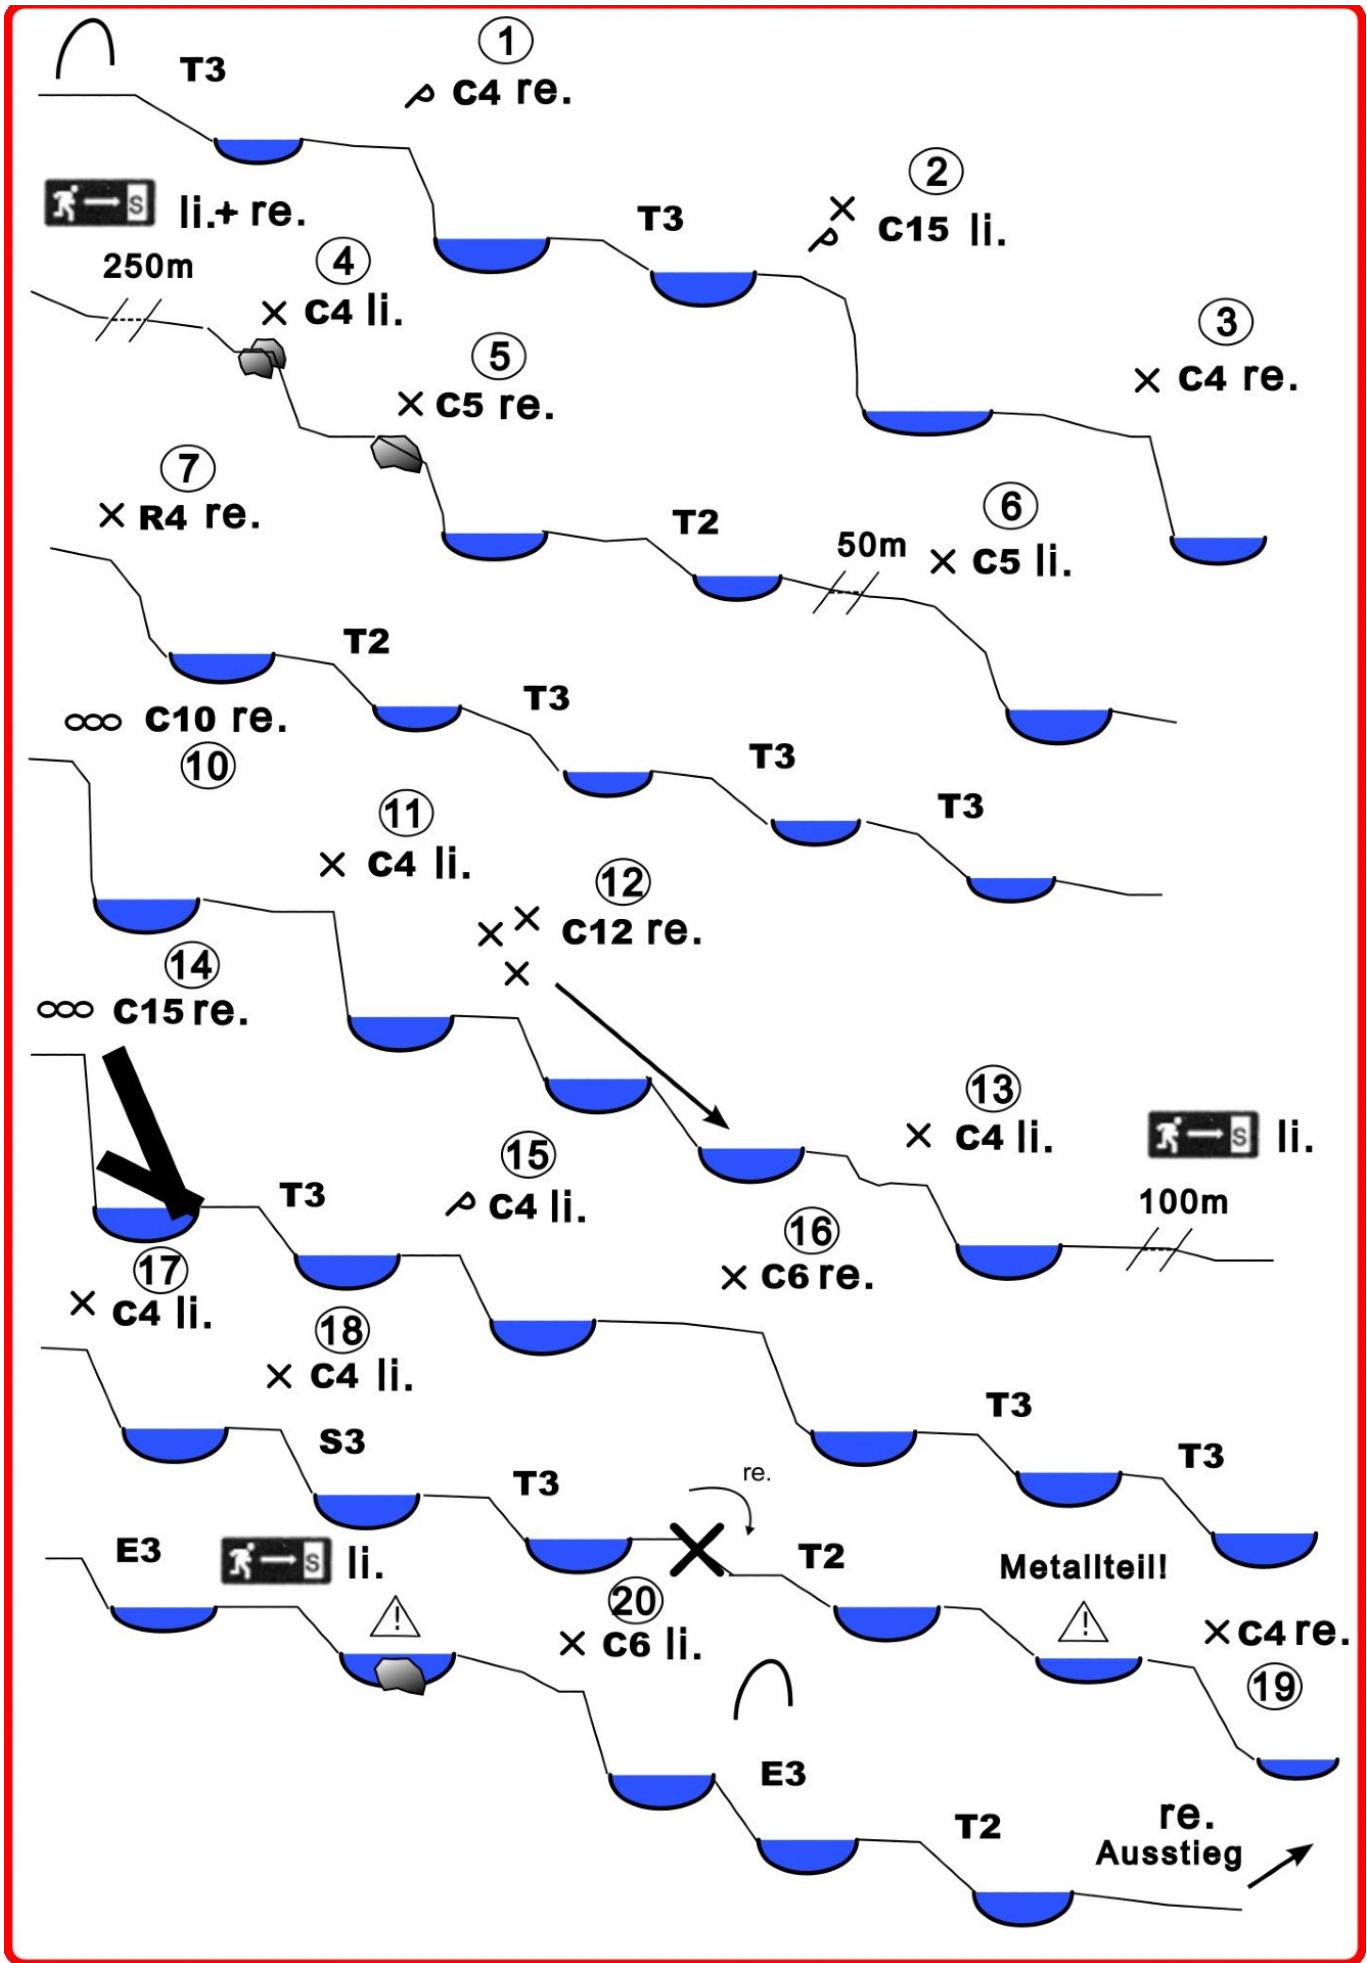 1
T3
C4 re.
2
T3
C15 li.
3
C4 re.
S li.+ re.
250m
4
C4 li.
5
C5 re.
T2
50m
6
C5 li.
7
R4 re.
T2
T3
T3
T3
C10 re.
10
11
C4 li.
12
C12 re.
13
C4 li.
S li.
100m
14
C15 re.
T3
15
C4 li.
16
C6 re.
T3
T3
17
C4 li.
18
C4 li.
S3
T3
re.
T2
Metallteil!
!
C4 re.
19
E3
S li.
!
20
C6 li.
E3
T2
re.
Ausstieg